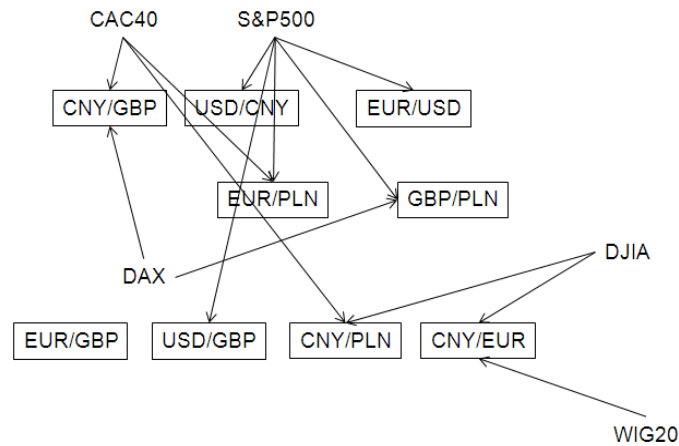 CAC40 S&P500
CNY/GBP USD/CNY EUR/USD
EUR/PLN GBP/PLN
DJIA
DAX
EUR/GBP USD/GBP CNY/PLN CNY/EUR
WIG20